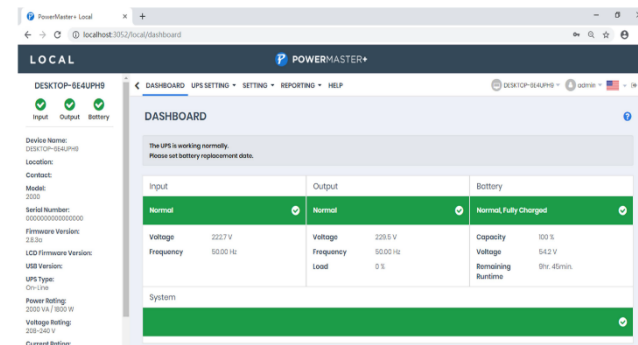 PowerMaster+ Local
localhost:3052/local/dashboard
LOCAL
POWERMASTER+
DESKTOP-6E4UPH9
Input Output Battery
DASHBOARD UPS SETTING SETTING REPORTING HELP
DESKTOP-6E4UPH9 admin
DASHBOARD
The UPS is working normally.
Please set battery replacement date.
Device Name:
DESKTOP-6E4UPH9
Location:
Contact:
Model:
2000
Serial Number:
0000000000000000
Firmware Version:
2.8.3a
LCD Firmware Version:
USB Version:
UPS Type:
On-Line
Power Rating:
2000 VA / 1800 W
Voltage Rating:
208-240 V
Current Rating:
Input
Normal
Voltage 222.7 V
Frequency 50.00 Hz
Output
Normal
Voltage 229.5 V
Frequency 50.00 Hz
Load 0 %
Battery
Normal, Fully Charged
Capacity 100 %
Voltage 54.2 V
Remaining Runtime 9hr. 45min.
System